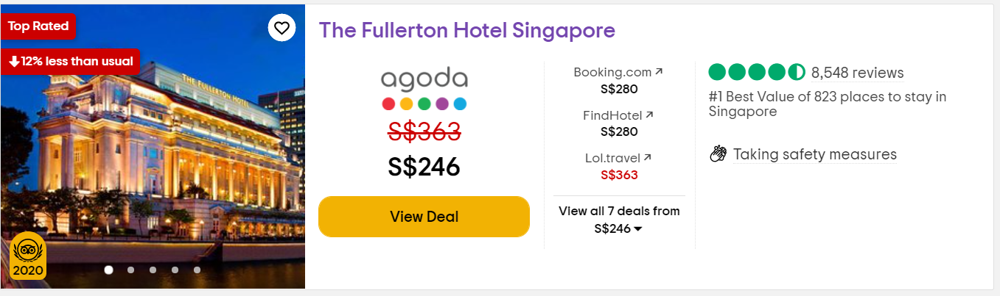 Top Rated
12% less than usual
THE FULLERTON HOTEL
2020
The Fullerton Hotel Singapore
agoda
S$363
S$246
View Deal
Booking.com
S$280
FindHotel
S$280
Lol.travel
S$363
View all 7 deals from
S$246
8,548 reviews
#1 Best Value of 823 places to stay in
Singapore
Taking safety measures